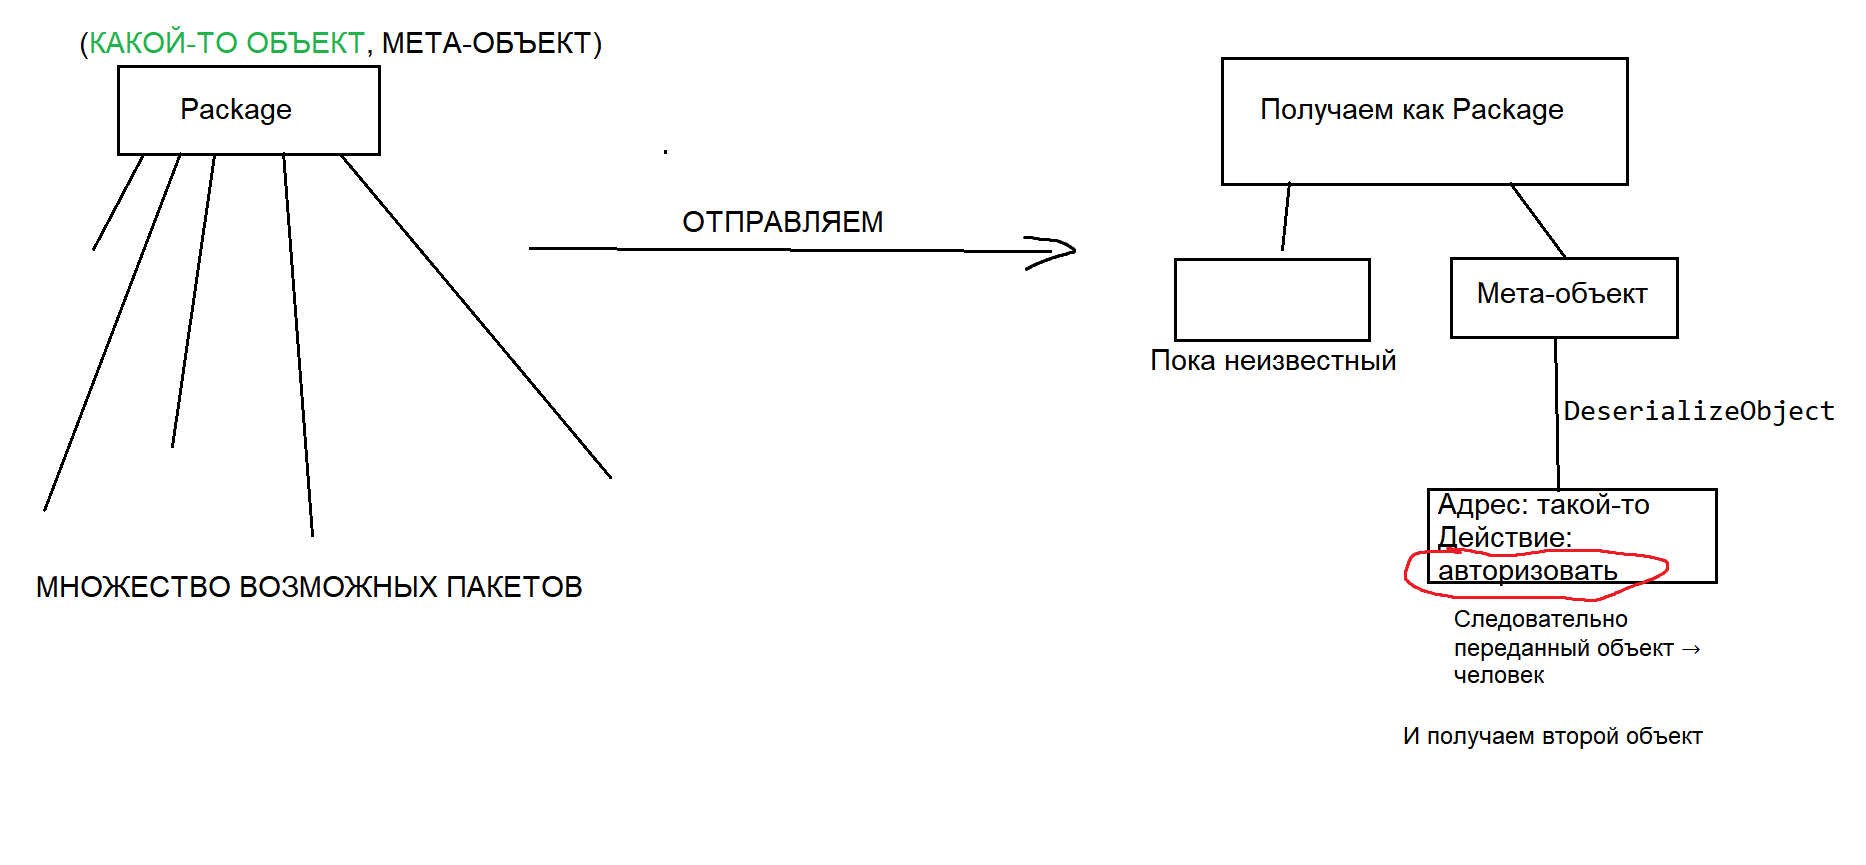 (КАКОЙ-ТО ОБЪЕКТ, МЕТА-ОБЪЕКТ)
Package
МНОЖЕСТВО ВОЗМОЖНЫХ ПАКЕТОВ
ОТПРАВЛЯЕМ
Получаем как Package
Пока неизвестный
Мета-объект
DeserializeObject
Адрес: такой-то
Действие:
авторизовать
Следовательно
переданный объект →
человек
И получаем второй объект